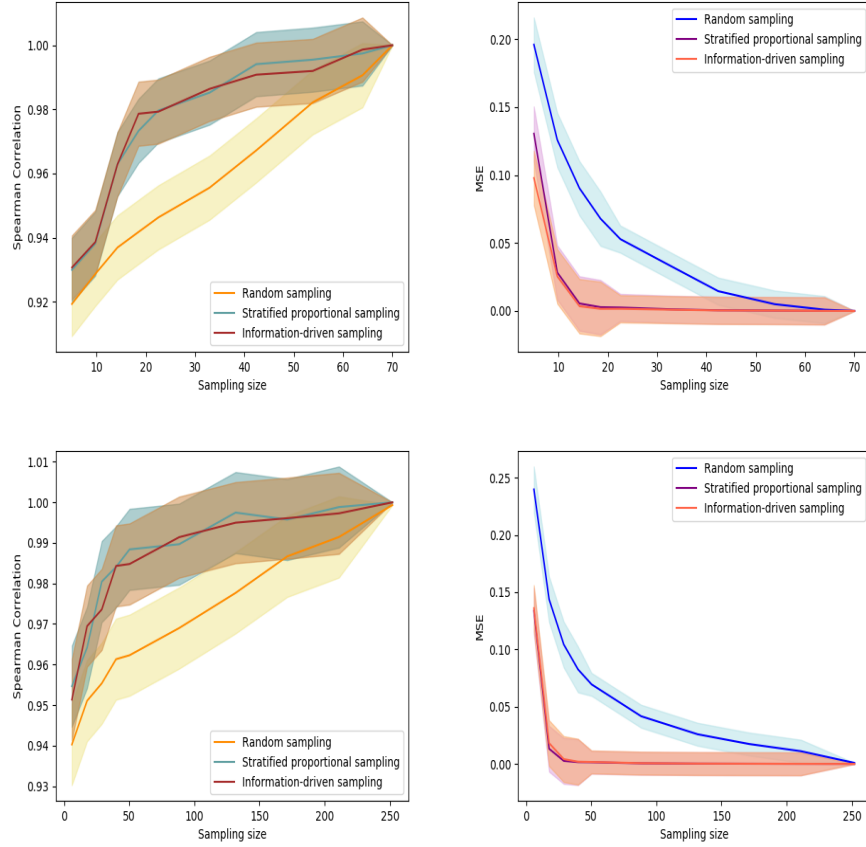 1.00
0.98
0.96
0.94
0.92
Spearman Correlation
10 20 30 40 50 60 70
Sampling size
Random sampling
Stratified proportional sampling
Information-driven sampling
0.20
0.15
0.10
0.05
0.00
MSE
10 20 30 40 50 60 70
Sampling size
Random sampling
Stratified proportional sampling
Information-driven sampling
1.01
1.00
0.99
0.98
0.97
0.96
0.95
0.94
0.93
Spearman Correlation
0 50 100 150 200 250
Sampling size
Random sampling
Stratified proportional sampling
Information-driven sampling
0.25
0.20
0.15
0.10
0.05
0.00
MSE
0 50 100 150 200 250
Sampling size
Random sampling
Stratified proportional sampling
Information-driven sampling